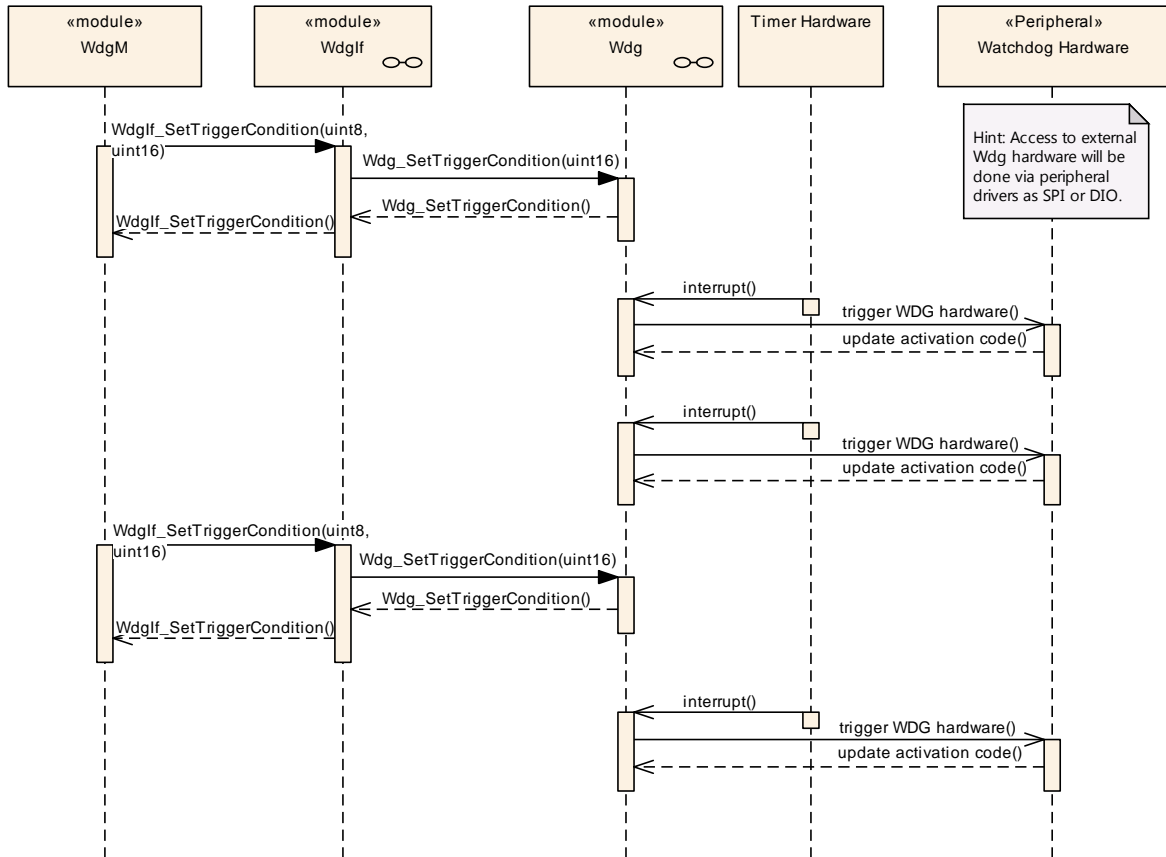 «module»
WdgM
«module»
WdgIf
«module»
Wdg
Timer Hardware
«Peripheral»
Watchdog Hardware
Hint: Access to external
Wdg hardware will be
done via peripheral
drivers as SPI or DIO.
WdgIf_SetTriggerCondition(uint8,
uint16)
Wdg_SetTriggerCondition(uint16)
Wdg_SetTriggerCondition()
WdgIf_SetTriggerCondition()
interrupt()
trigger WDG hardware()
update activation code()
interrupt()
trigger WDG hardware()
update activation code()
WdgIf_SetTriggerCondition(uint8,
uint16)
Wdg_SetTriggerCondition(uint16)
Wdg_SetTriggerCondition()
WdgIf_SetTriggerCondition()
interrupt()
trigger WDG hardware()
update activation code()